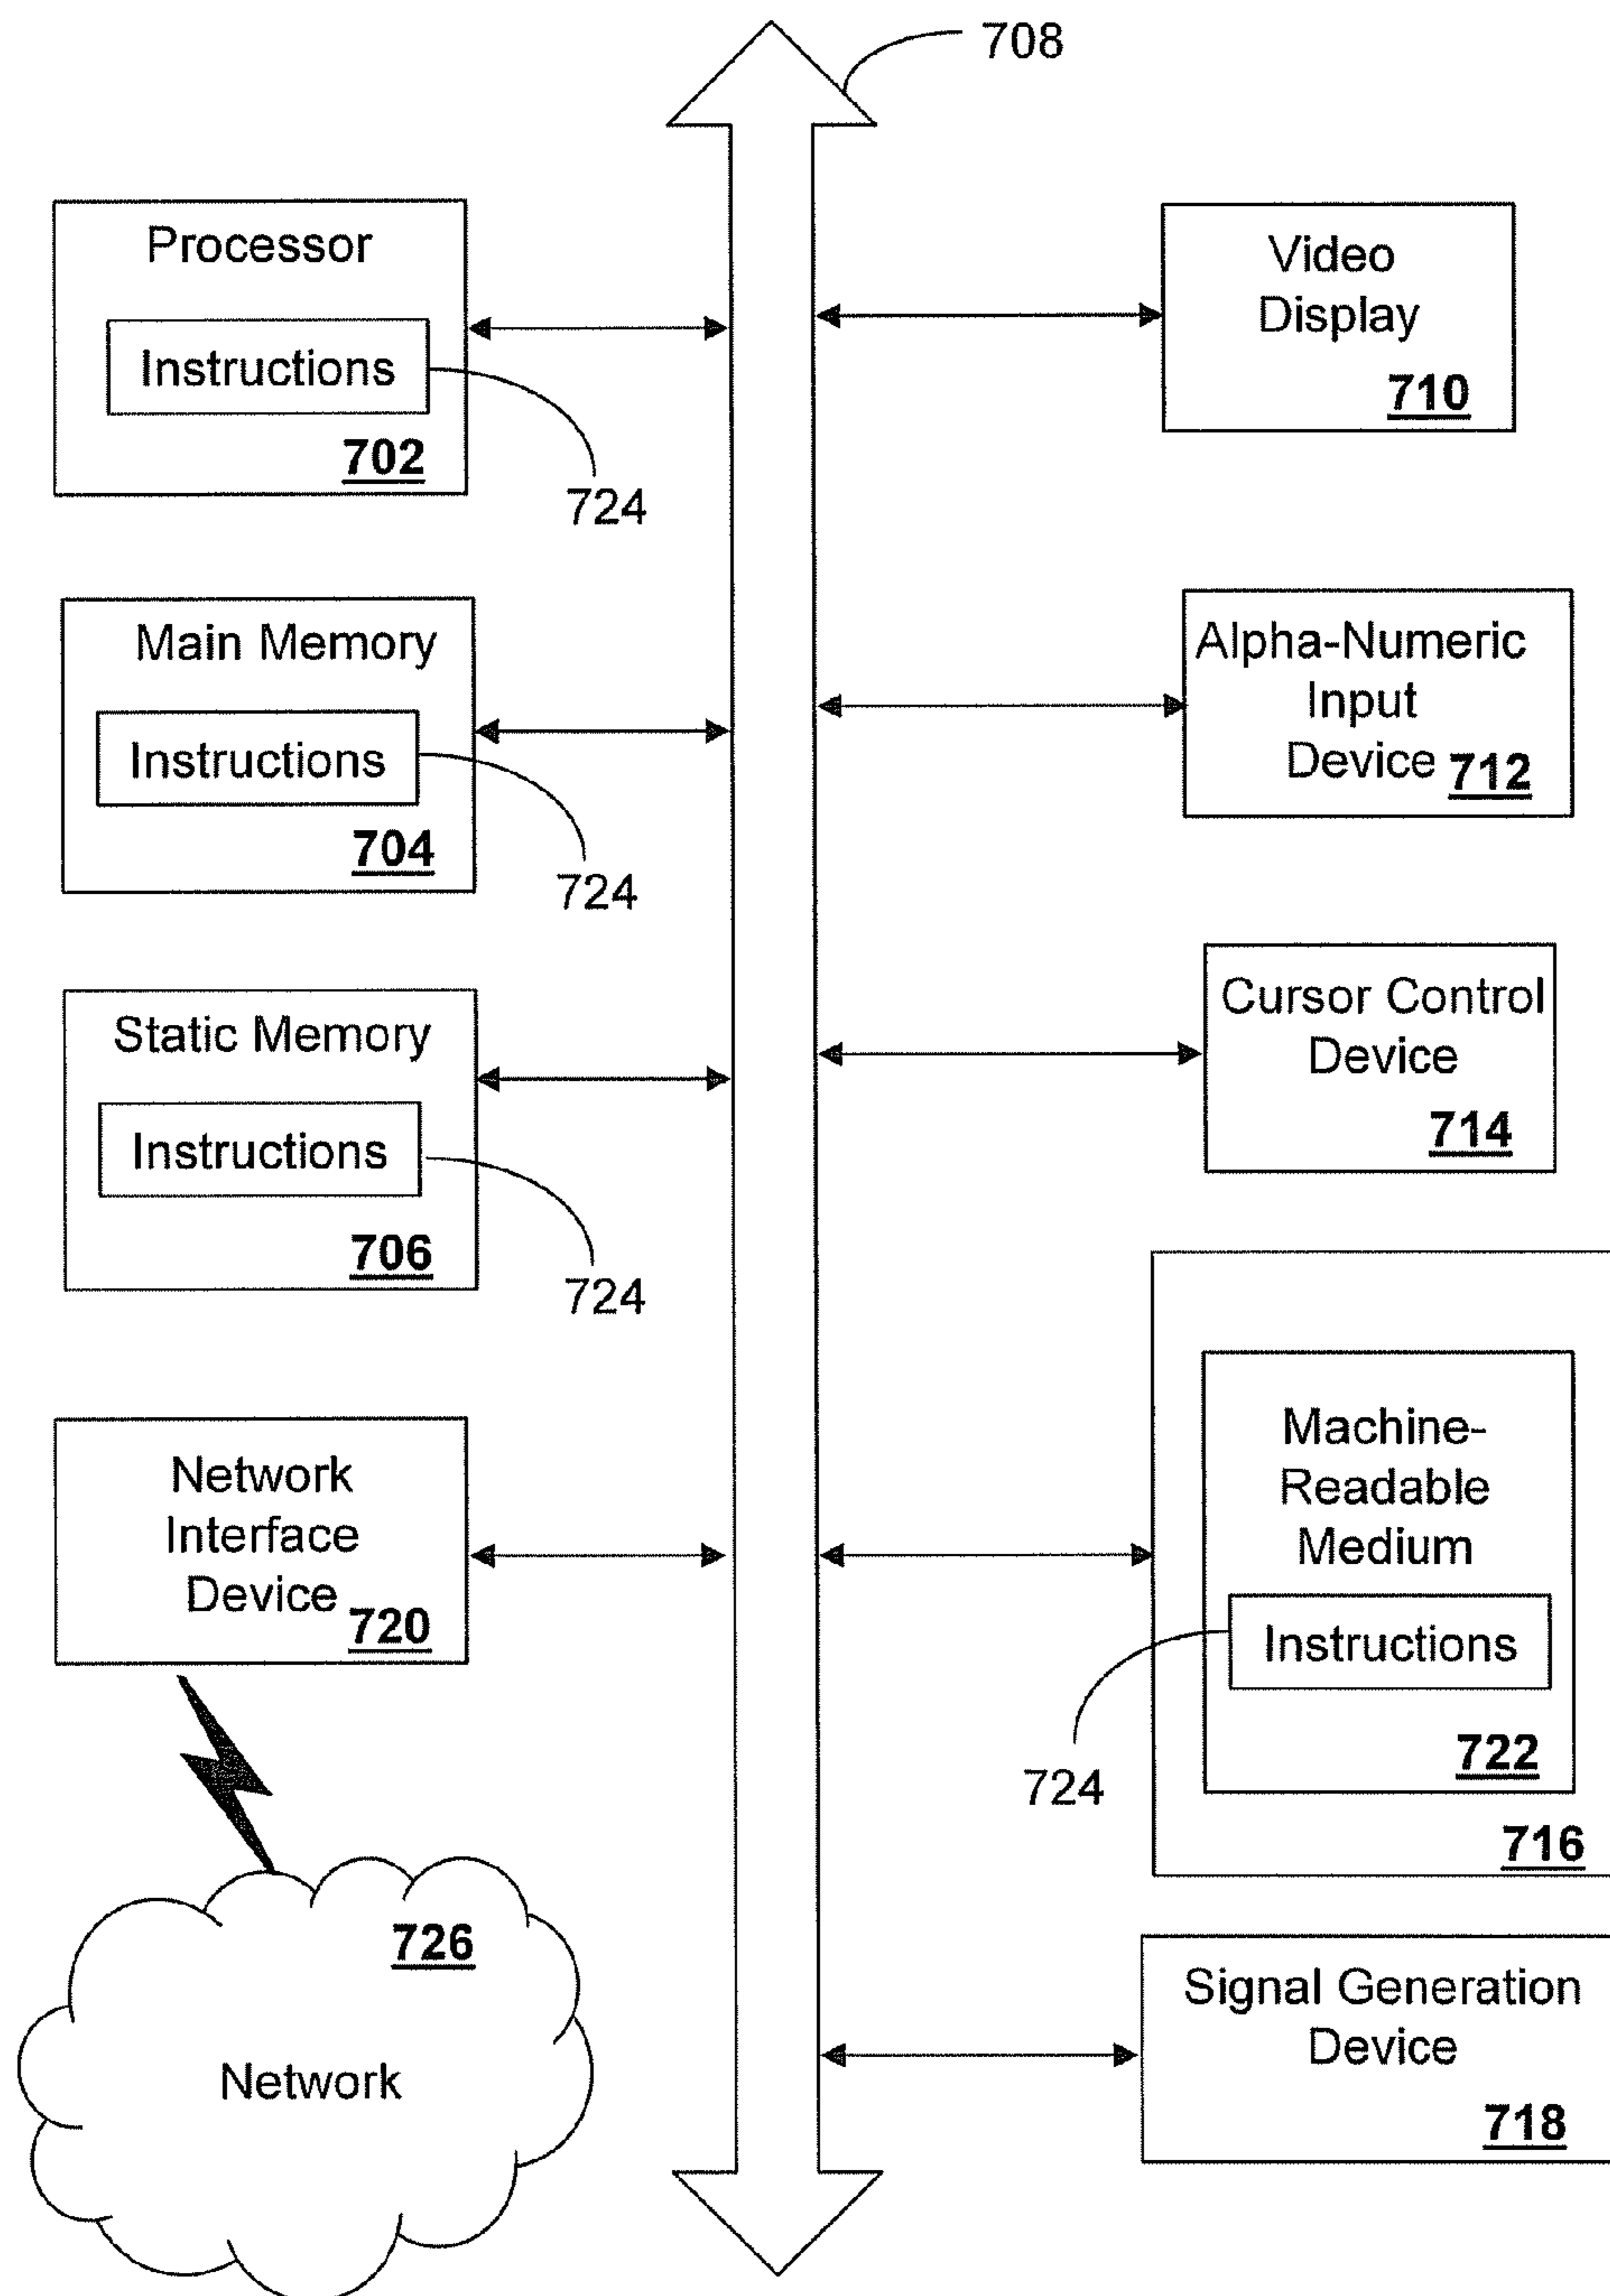 708
Processor
Instructions
702
724
Main Memory
Instructions
704
724
Static Memory
Instructions
706
724
Network
Interface
Device
720
726
Network
Video
Display
710
Alpha-Numeric
Input
Device
712
Cursor Control
Device
714
Machine-
Readable
Medium
Instructions
722
724
716
Signal Generation
Device
718